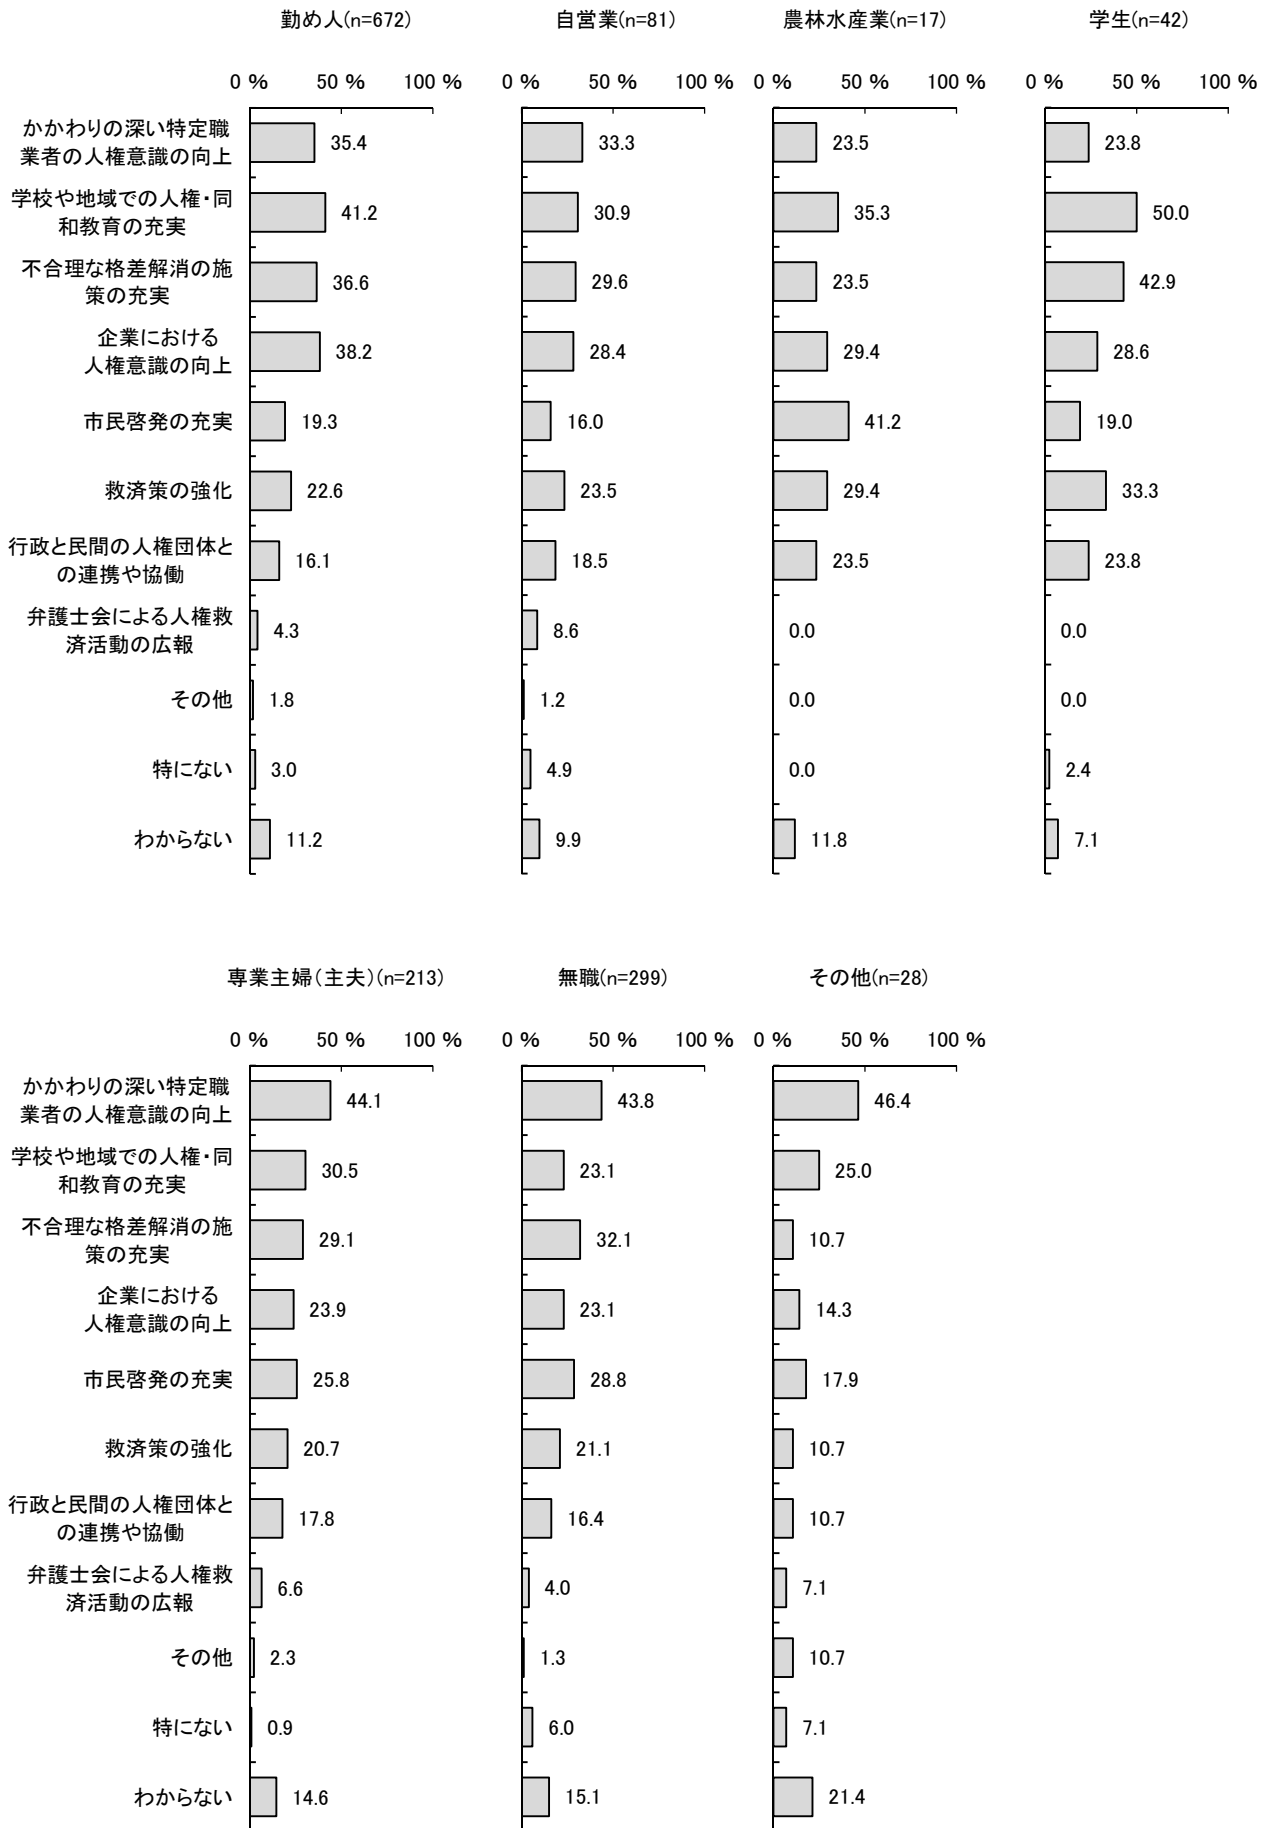 勤め人(n=672) 自営業(n=81) 農林水産業(n=17) 学生(n=42)
0 % 50 % 100 % 0 % 50 % 100 % 0 % 50 % 100 % 0 % 50 % 100 %
かかわりの深い特定職
業者の人権意識の向上 35.4 33.3 23.5 23.8
学校や地域での人権・同
和教育の充実 41.2 30.9 35.3 50.0
不合理な格差解消の施
策の充実 36.6 29.6 23.5 42.9
企業における
人権意識の向上 38.2 28.4 29.4 28.6
市民啓発の充実 19.3 16.0 41.2 19.0
救済策の強化 22.6 23.5 29.4 33.3
行政と民間の人権団体と
の連携や協働 16.1 18.5 23.5 23.8
弁護士会による人権救
済活動の広報 4.3 8.6 0.0 0.0
その他 1.8 1.2 0.0 0.0
特にない 3.0 4.9 0.0 2.4
わからない 11.2 9.9 11.8 7.1
専業主婦(主夫)(n=213) 無職(n=299) その他(n=28)
0 % 50 % 100 % 0 % 50 % 100 % 0 % 50 % 100 %
かかわりの深い特定職
業者の人権意識の向上 44.1 43.8 46.4
学校や地域での人権・同
和教育の充実 30.5 23.1 25.0
不合理な格差解消の施
策の充実 29.1 32.1 10.7
企業における
人権意識の向上 23.9 23.1 14.3
市民啓発の充実 25.8 28.8 17.9
救済策の強化 20.7 21.1 10.7
行政と民間の人権団体と
の連携や協働 17.8 16.4 10.7
弁護士会による人権救
済活動の広報 6.6 4.0 7.1
その他 2.3 1.3 10.7
特にない 0.9 6.0 7.1
わからない 14.6 15.1 21.4